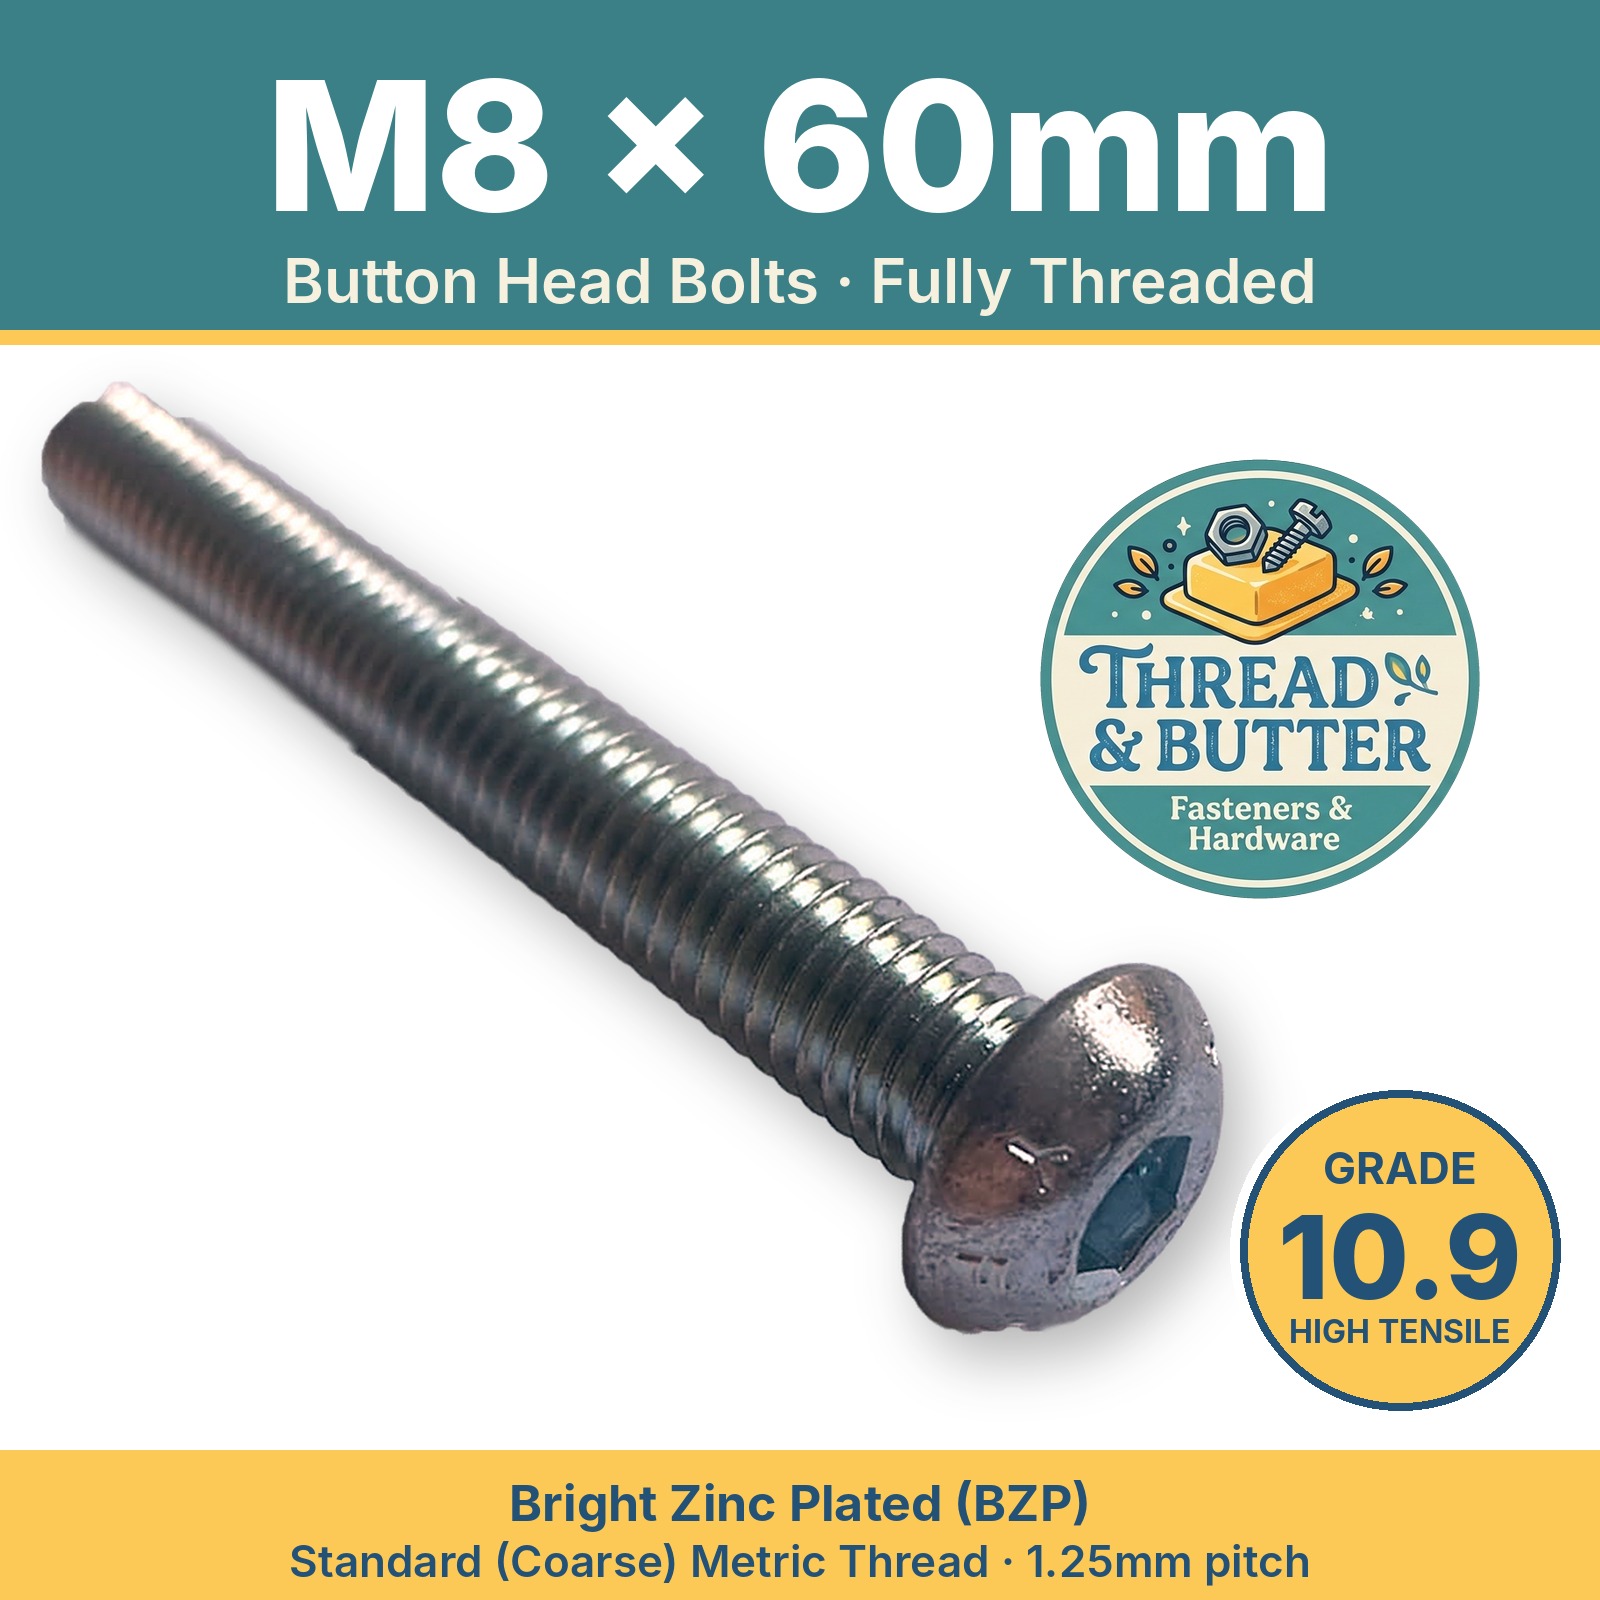 M8 × 60mm
Button Head Bolts · Fully Threaded
THREAD
& BUTTER
Fasteners &
Hardware
GRADE
10.9
HIGH TENSILE
Bright Zinc Plated (BZP)
Standard (Coarse) Metric Thread · 1.25mm pitch